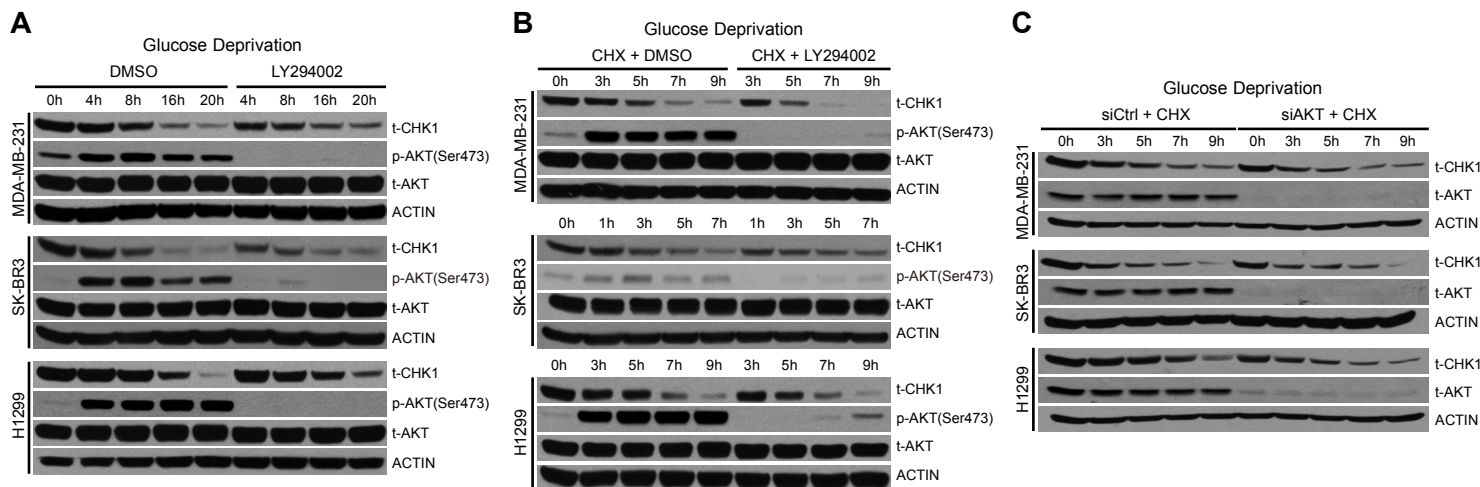 A
Glucose Deprivation
DMSO LY294002
0h 4h 8h 16h 20h 4h 8h 16h 20h
MDA-MB-231
t-CHK1
p-AKT(Ser473)
t-AKT
ACTIN
SK-BR3
t-CHK1
p-AKT(Ser473)
t-AKT
ACTIN
H1299
t-CHK1
p-AKT(Ser473)
t-AKT
ACTIN
B
Glucose Deprivation
CHX + DMSO CHX + LY294002
0h 3h 5h 7h 9h 3h 5h 7h 9h
MDA-MB-231
t-CHK1
p-AKT(Ser473)
t-AKT
ACTIN
0h 1h 3h 5h 7h 1h 3h 5h 7h
SK-BR3
t-CHK1
p-AKT(Ser473)
t-AKT
ACTIN
0h 3h 5h 7h 9h 3h 5h 7h 9h
H1299
t-CHK1
p-AKT(Ser473)
t-AKT
ACTIN
C
Glucose Deprivation
siCtrl + CHX siAKT + CHX
0h 3h 5h 7h 9h 0h 3h 5h 7h 9h
MDA-MB-231
t-CHK1
t-AKT
ACTIN
SK-BR3
t-CHK1
t-AKT
ACTIN
H1299
t-CHK1
t-AKT
ACTIN